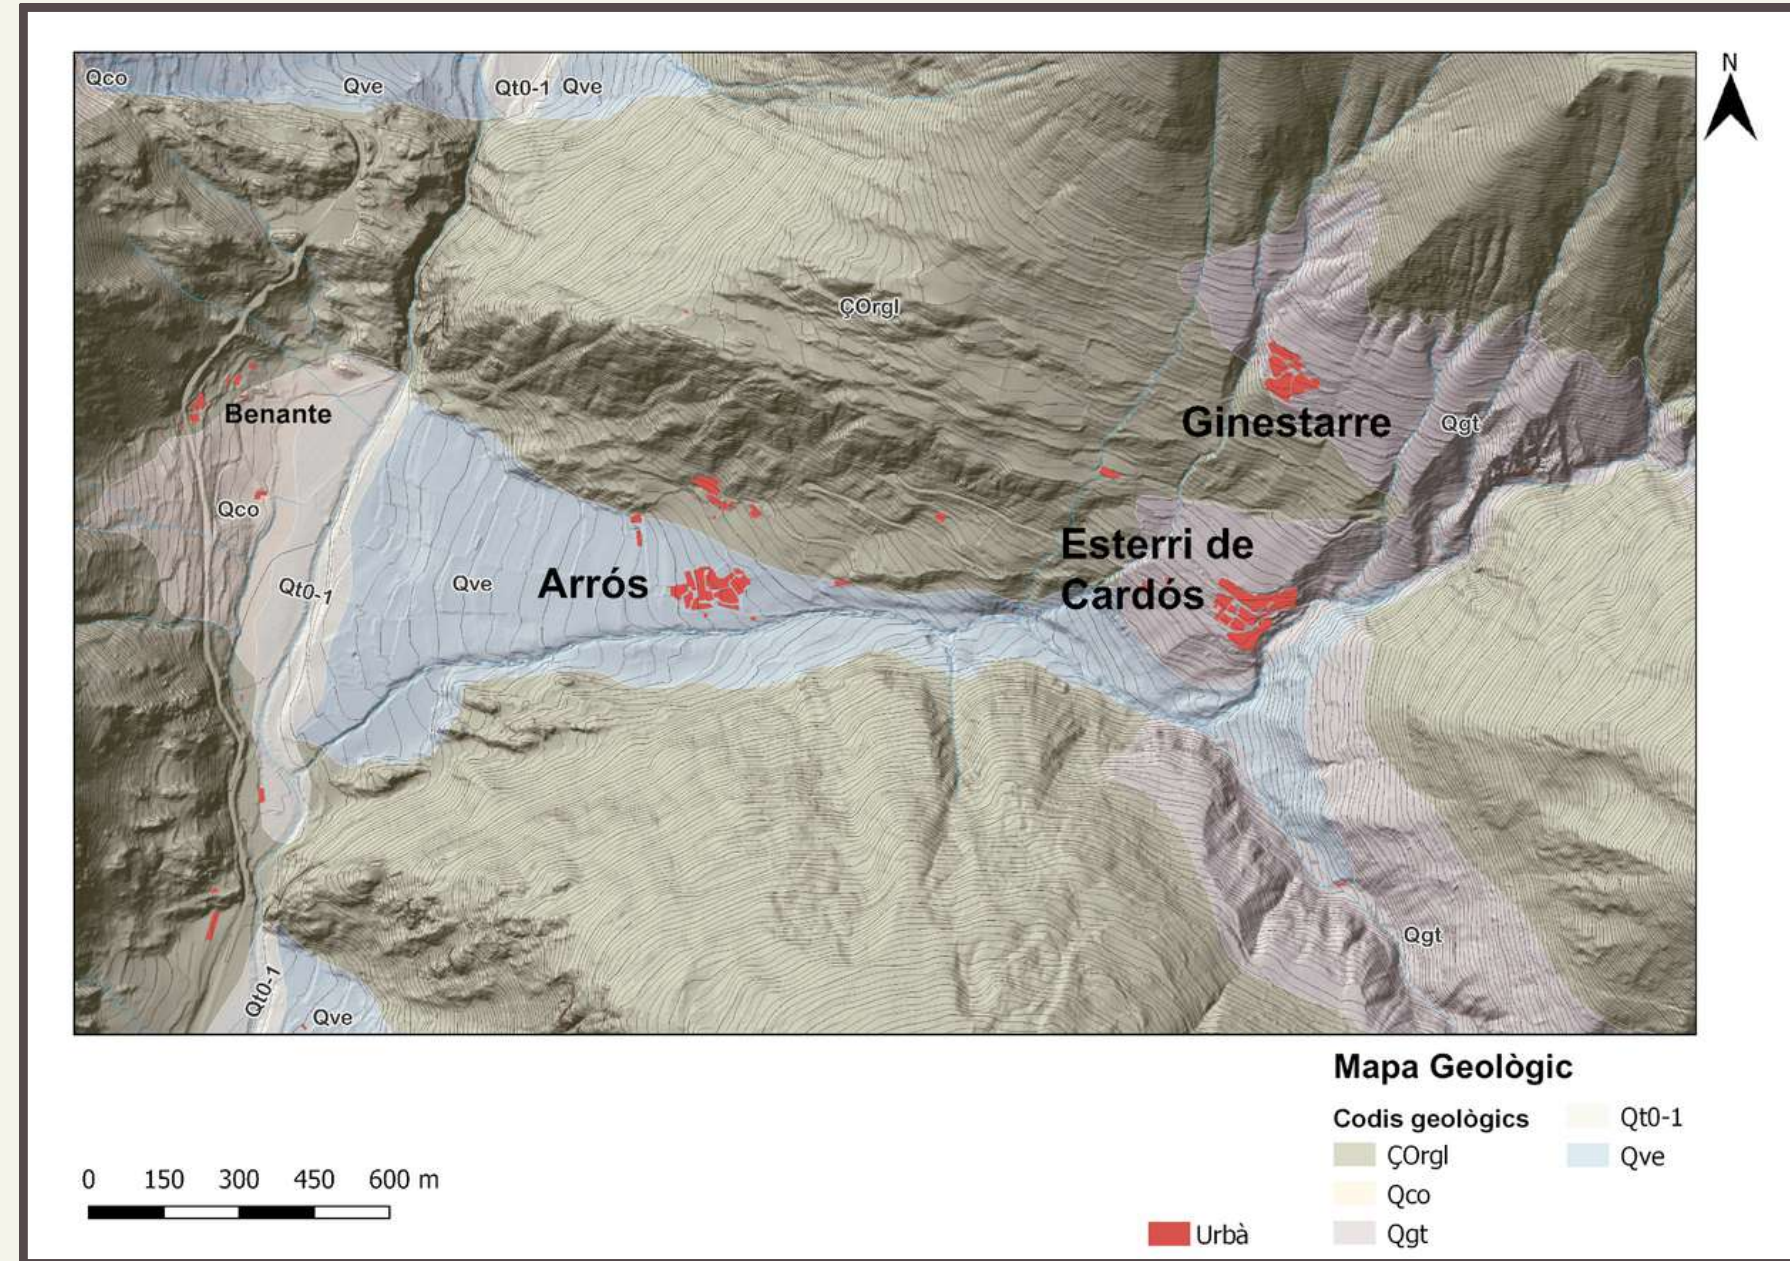 Qco
Qve
Qt0-1
Qve
N
ÇOrgl
Benante
Ginestarre
Qgt
Qco
Qt0-1
Qve
Arrós
Esterri de
Cardós
Qgt
Qt0-1
Qve
Mapa Geològic
Codis geològics
ÇOrgl
Qco
Qgt
Qt0-1
Qve
0 150 300 450 600 m
Urbà